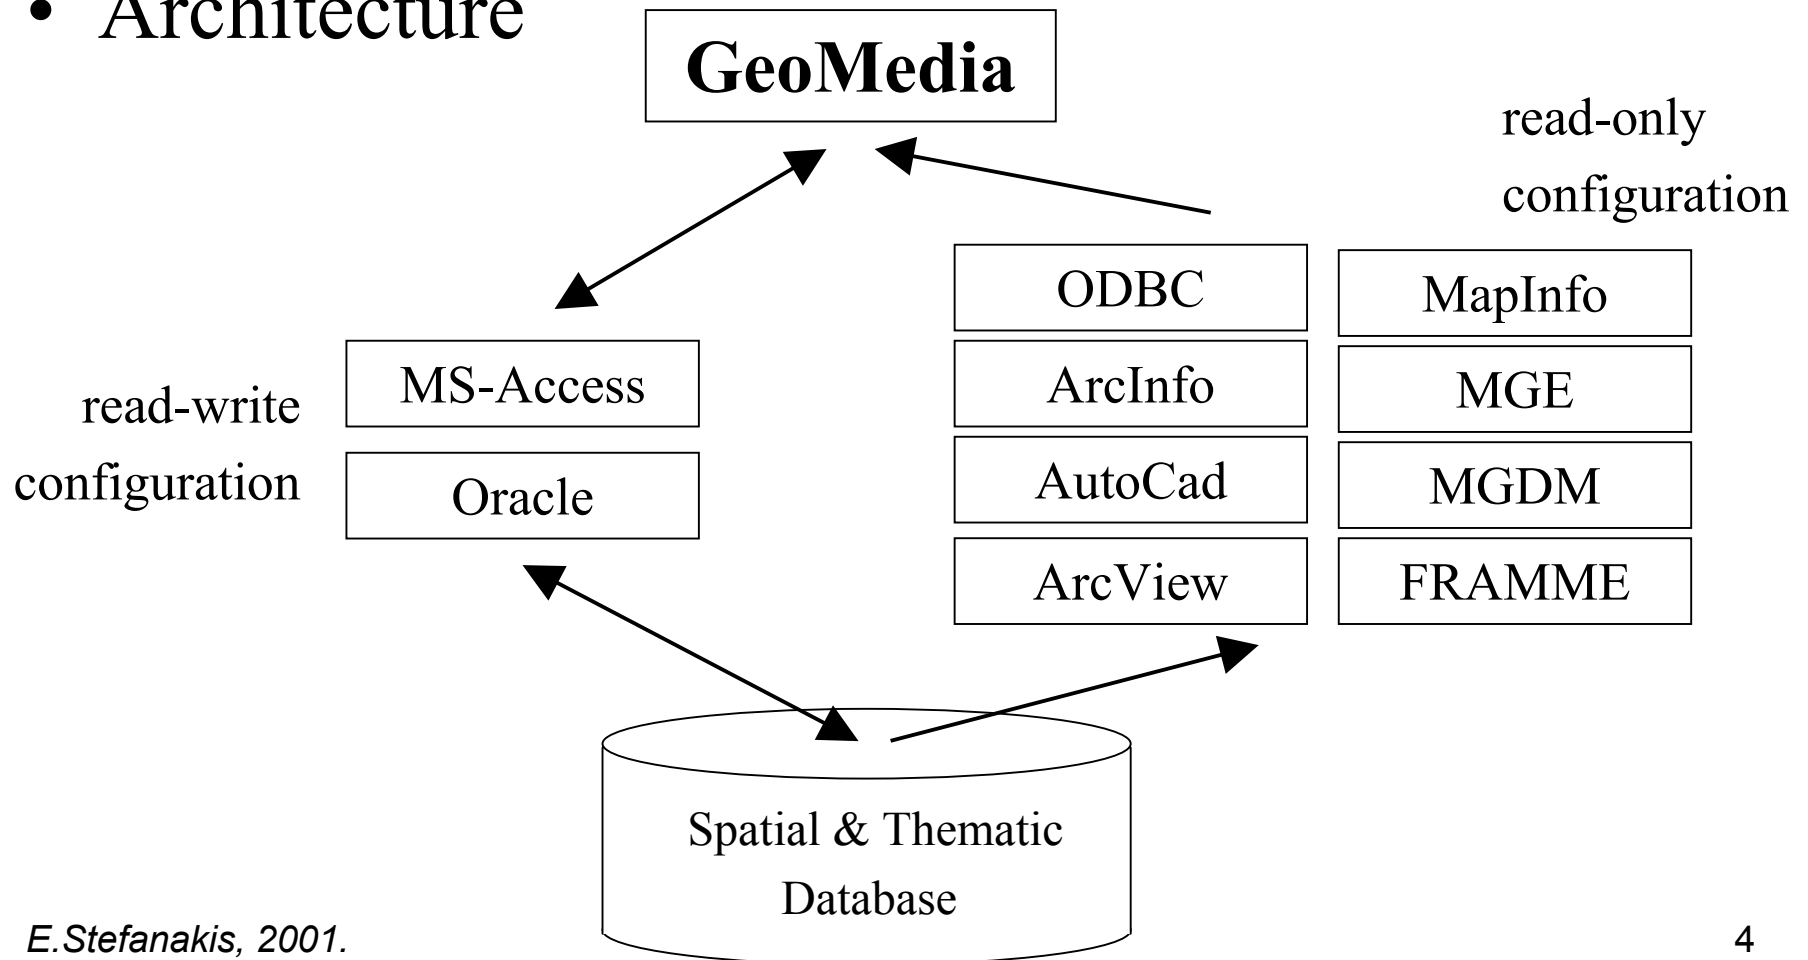 • Architecture
GeoMedia
read-only
configuration
ODBC
MapInfo
ArcInfo
MGE
AutoCad
MGDM
ArcView
FRAMME
read-write
configuration
MS-Access
Oracle
Spatial & Thematic
Database
E.Stefanakis, 2001.
4